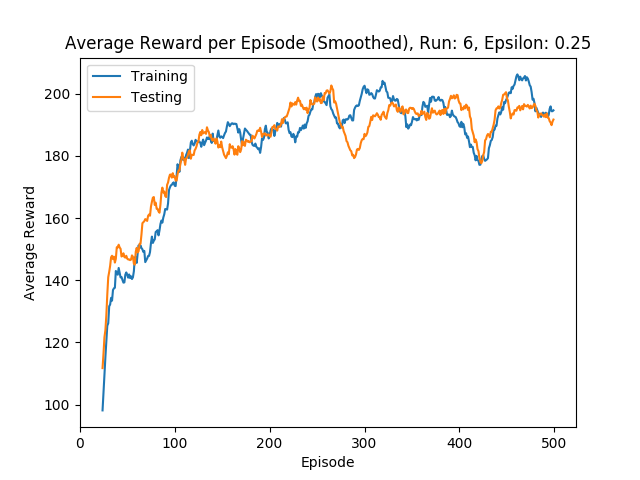 Average Reward per Episode (Smoothed), Run: 6, Epsilon: 0.25
Training
Testing
Average Reward
200
180
160
140
120
100
0
100
200
300
400
500
Episode